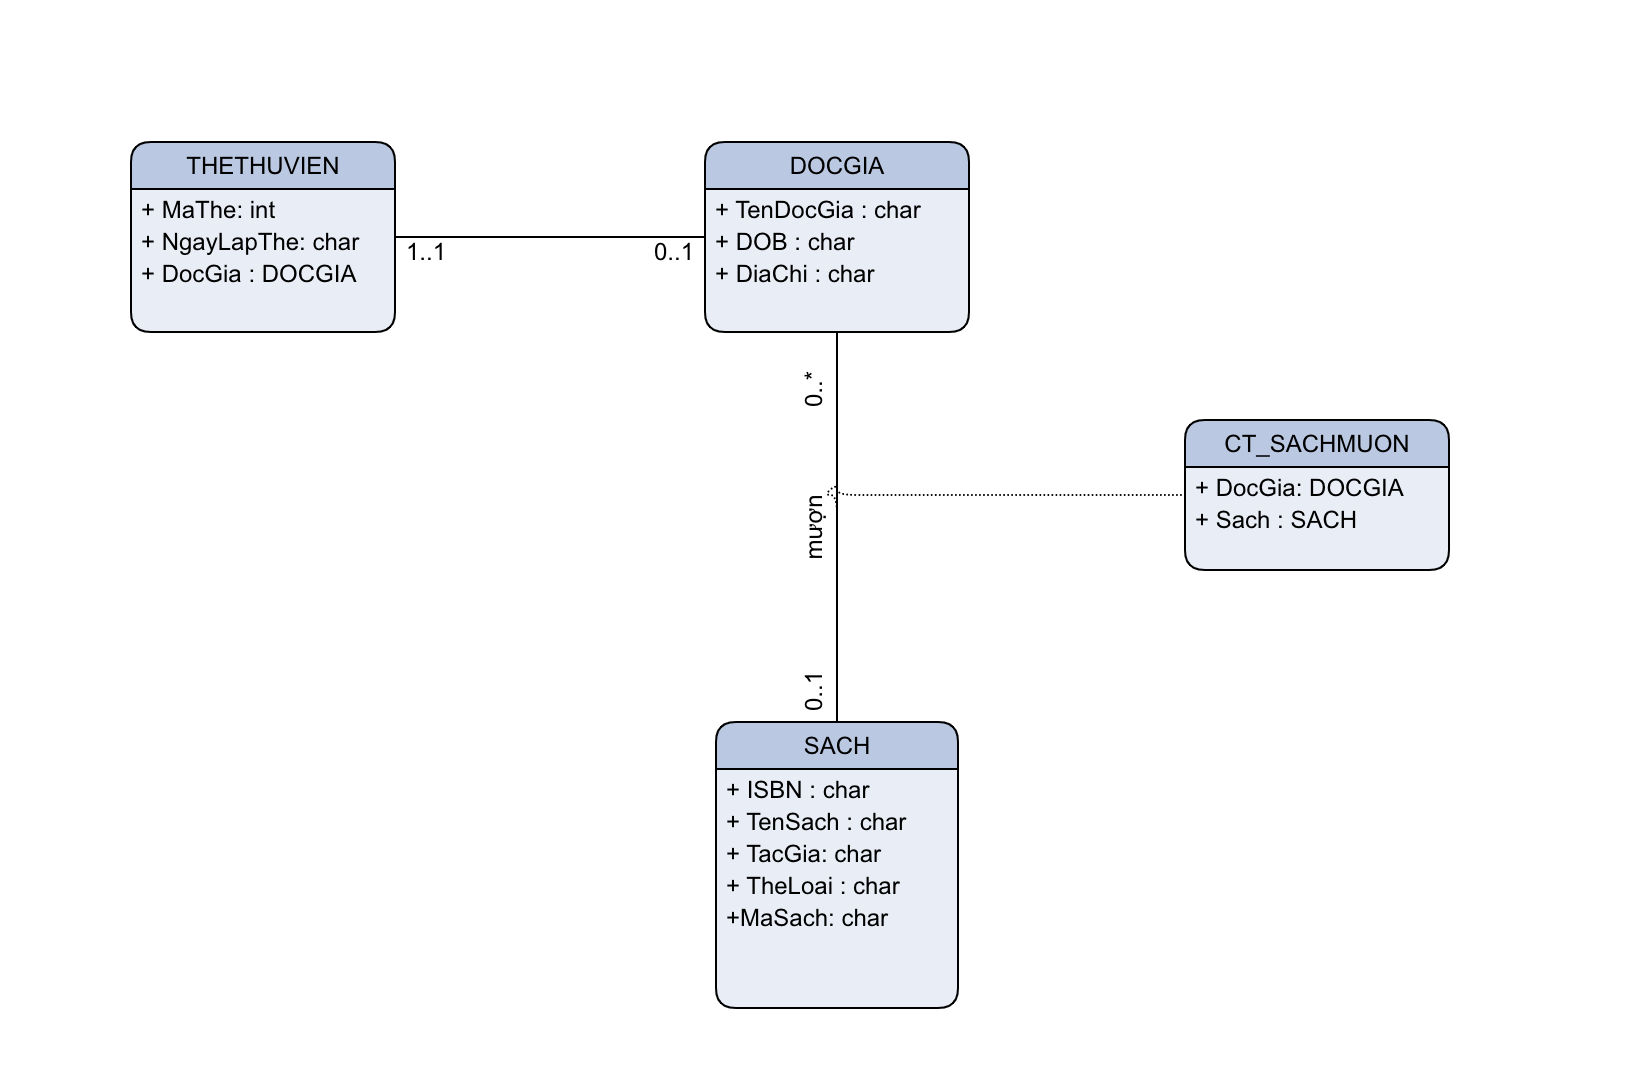 THETHUVIEN
+ MaThe: int
+ NgayLapThe: char
+ DocGia : DOCGIA
1..1
0..1
DOCGIA
+ TenDocGia : char
+ DOB : char
+ DiaChi : char
0..*
mượn
0..1
CT_SACHMUON
+ DocGia: DOCGIA
+ Sach : SACH
SACH
+ ISBN : char
+ TenSach : char
+ TacGia: char
+ TheLoai : char
+MaSach: char